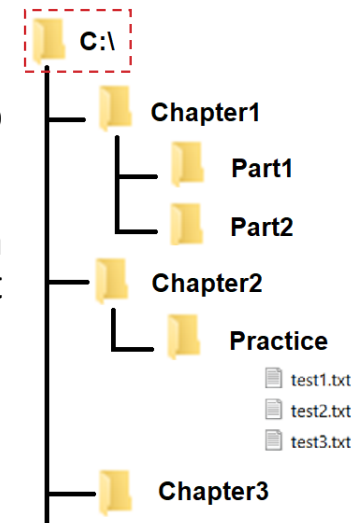 C:\
Chapter1
Part1
Part2
Chapter2
Practice
test1.txt
test2.txt
test3.txt
Chapter3